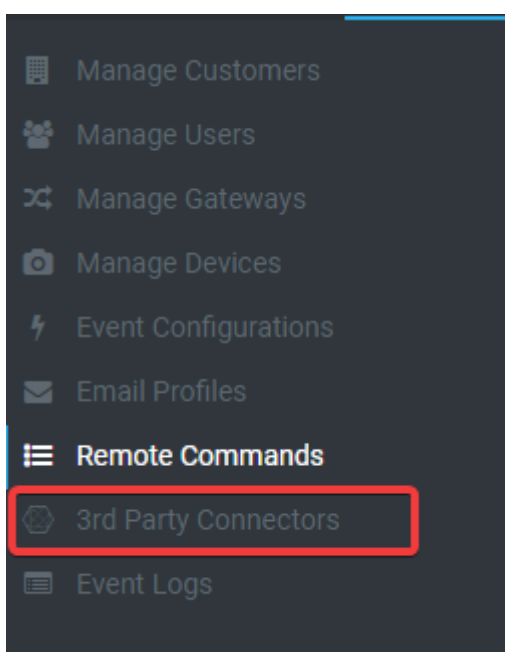 Manage Customers
Manage Users
Manage Gateways
Manage Devices
Event Configurations
Email Profiles
Remote Commands
3rd Party Connectors
Event Logs